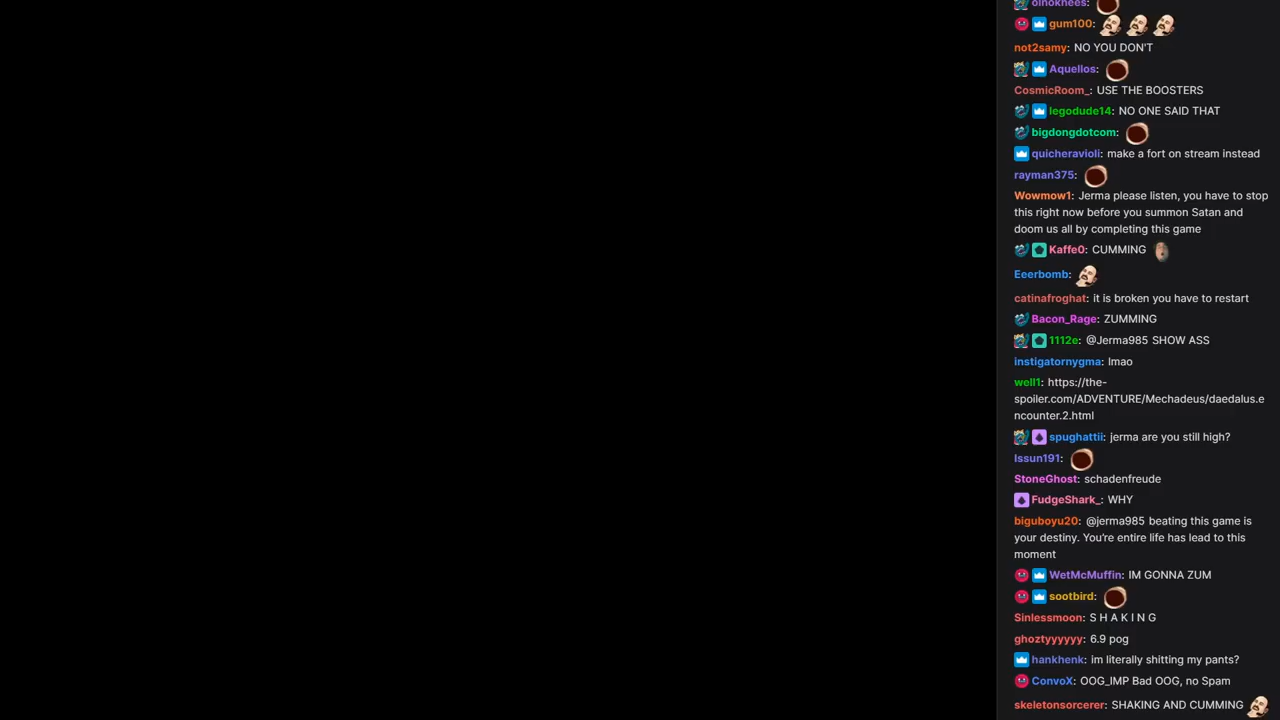 oinoknees:
gum100:
not2samy: NO YOU DON'T
Aquellos:
CosmicRoom_: USE THE BOOSTERS
legodude14: NO ONE SAID THAT
bigdongdotcom:
quicheravioli: make a fort on stream instead
rayman375:
Wowmow1: Jerma please listen, you have to stop
this right now before you summon Satan and
doom us all by completing this game
Kaffe0: CUMMING
Eeerbomb:
catinafroghat: it is broken you have to restart
Bacon_Rage: ZUMMING
1112e: @Jerma985 SHOW ASS
instigatornygma: lmao
well1: https://the-
spoiler.com/ADVENTURE/Mechadeus/daedalus.e
ncounter.2.html
spughattii: jerma are you still high?
Issun191:
StoneGhost: schadenfreude
FudgeShark_: WHY
biguboyu20: @jerma985 beating this game is
your destiny. You're entire life has lead to this
moment
WetMcMuffin: IM GONNA ZUM
sootbird:
Sinlessmoon: S H A K I N G
ghoztyyyyyy: 6.9 pog
hankhenk: im literally shitting my pants?
ConvoX: OOG_IMP Bad OOG, no Spam
skeletonsorcerer: SHAKING AND CUMMING